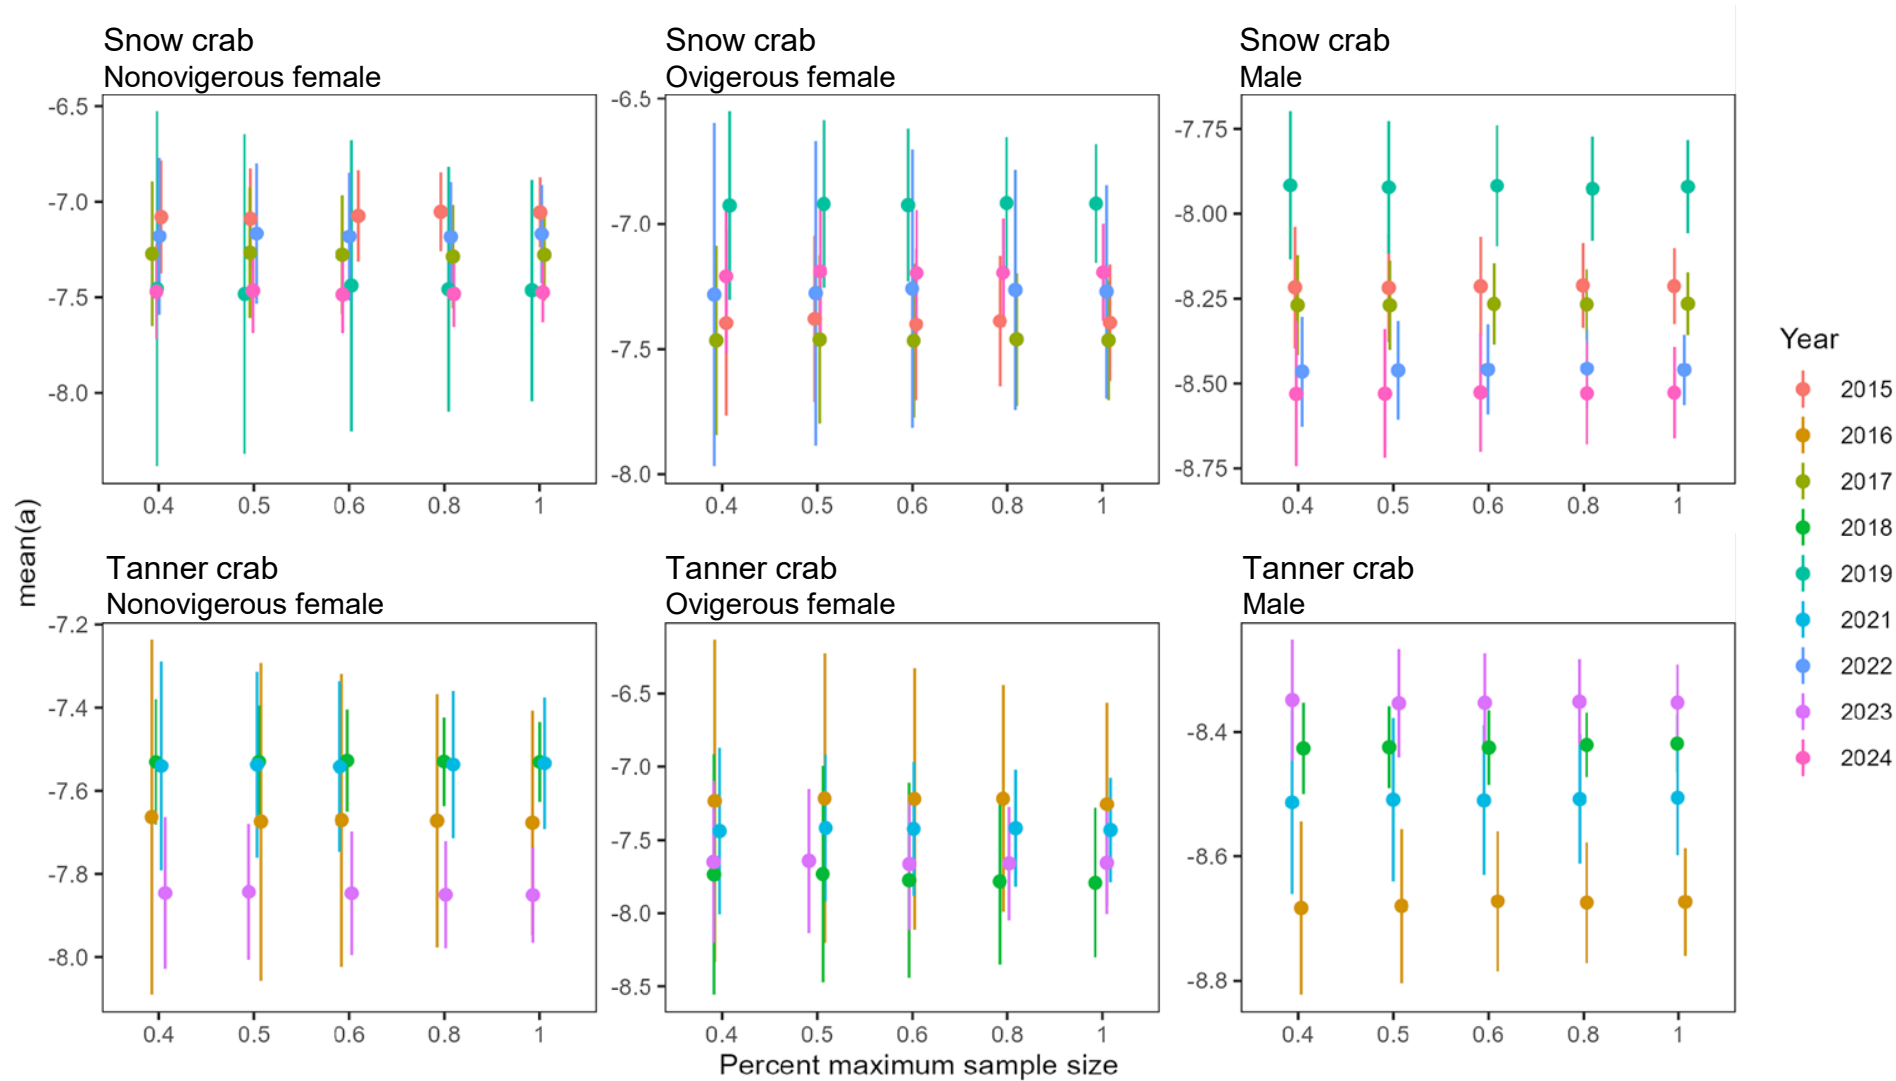 Snow crab
Nonovigerous female
-6.5
-7.0
-7.5
-8.0
0.4 0.5 0.6 0.8 1
Snow crab
Ovigerous female
-6.5
-7.0
-7.5
-8.0
0.4 0.5 0.6 0.8 1
Snow crab
Male
-7.75
-8.00
-8.25
-8.50
-8.75
0.4 0.5 0.6 0.8 1
mean(a)
Tanner crab
Nonovigerous female
-7.2
-7.4
-7.6
-7.8
-8.0
0.4 0.5 0.6 0.8 1
Tanner crab
Ovigerous female
-6.5
-7.0
-7.5
-8.0
-8.5
0.4 0.5 0.6 0.8 1
Tanner crab
Male
-8.4
-8.6
-8.8
0.4 0.5 0.6 0.8 1
Percent maximum sample size
Year
2015
2016
2017
2018
2019
2021
2022
2023
2024